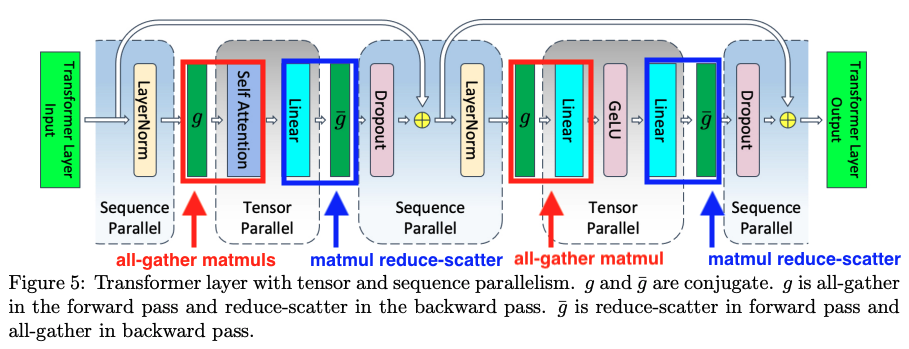 Transformer Layer
Input
LayerNorm
g
Self Attention
Linear
ḡ
Dropout
LayerNorm
g
Linear
GeLU
Linear
ḡ
Dropout
Transformer Layer
Output
Sequence
Parallel
Tensor
Parallel
Sequence
Parallel
Tensor
Parallel
Sequence
Parallel
all-gather matmuls
matmul reduce-scatter
all-gather matmul
matmul reduce-scatter
Figure 5: Transformer layer with tensor and sequence parallelism. g and ḡ are conjugate. g is all-gather
in the forward pass and reduce-scatter in the backward pass. ḡ is reduce-scatter in forward pass and
all-gather in backward pass.